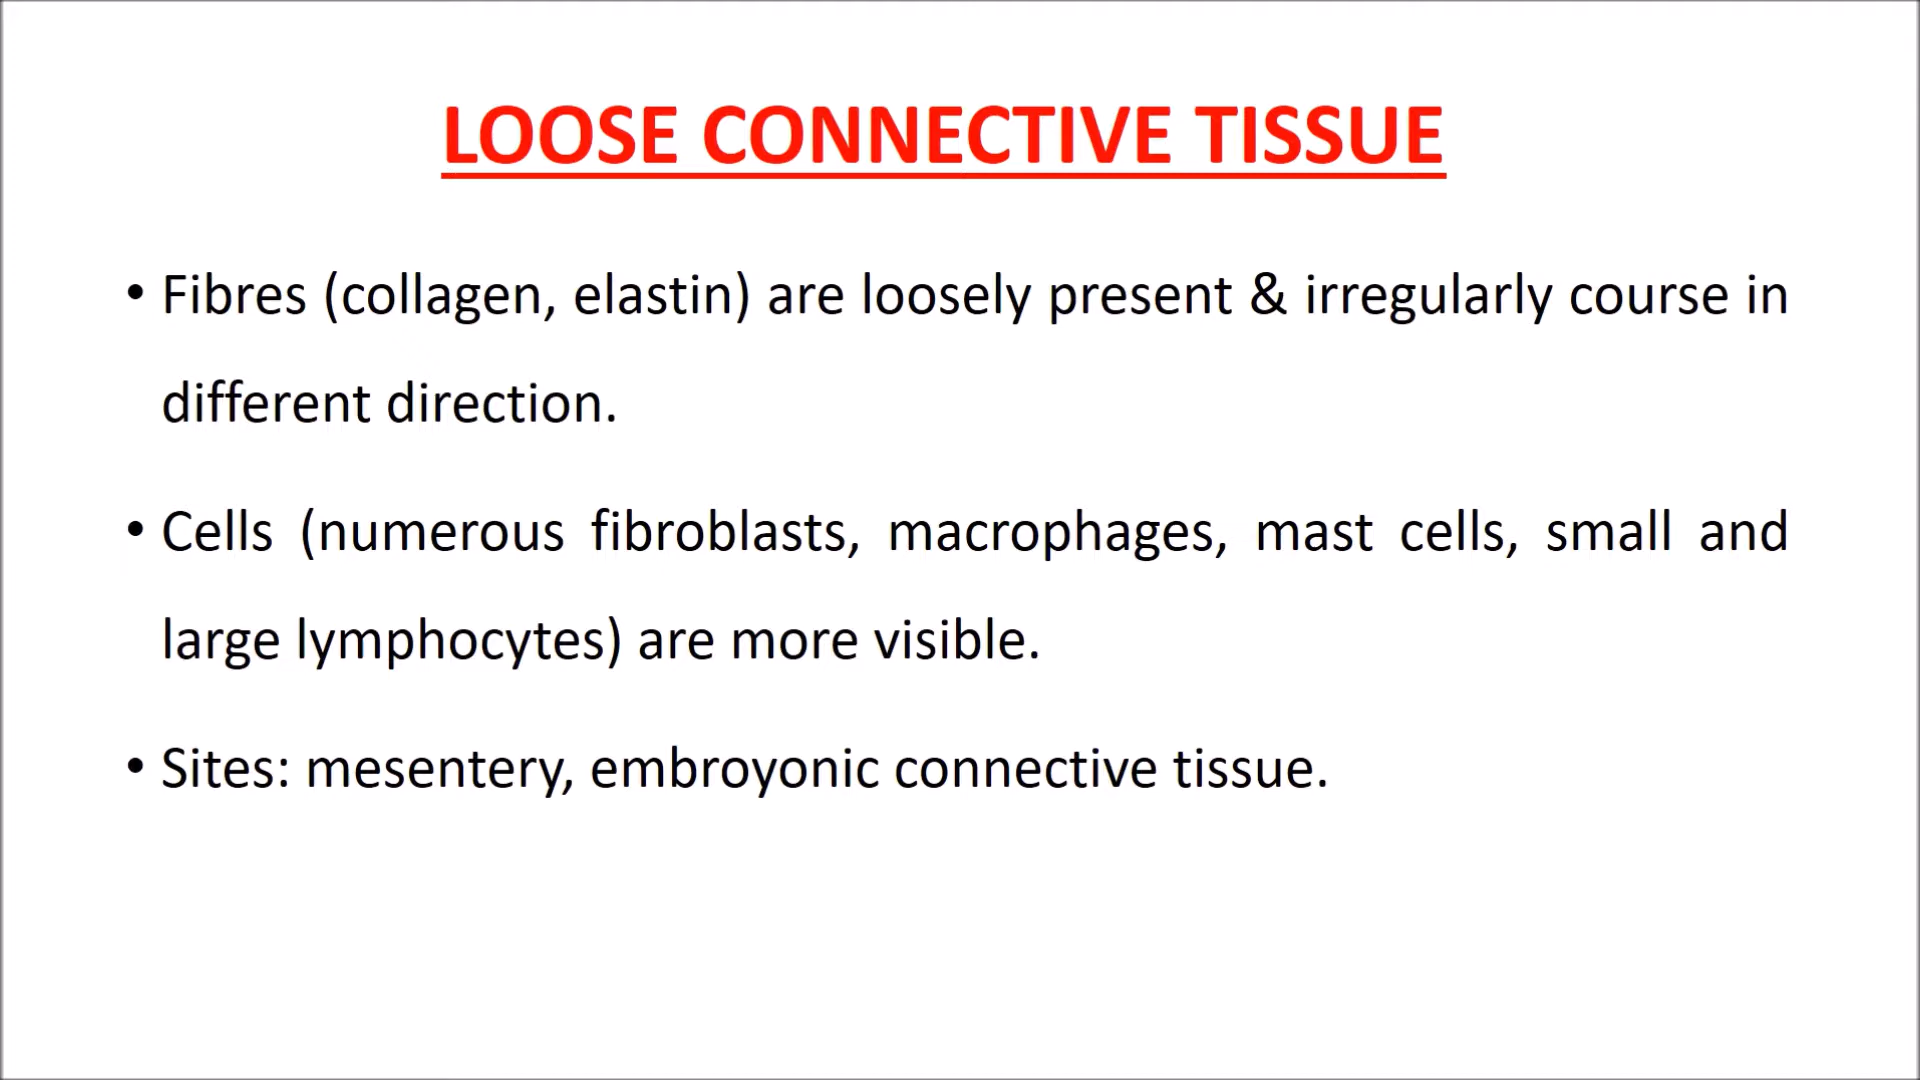 LOOSE CONNECTIVE TISSUE
• Fibres (collagen, elastin) are loosely present & irregularly course in
different direction.
• Cells (numerous fibroblasts, macrophages, mast cells, small and
large lymphocytes) are more visible.
• Sites: mesentery, embroyonic connective tissue.